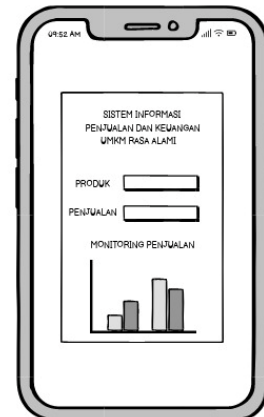 09:52 AM
SISTEM INFORMASI
PENJUALAN DAN KEUANGAN
UMKM RASA ALAMI
PRODUK
PENJUALAN
MONITORING PENJUALAN